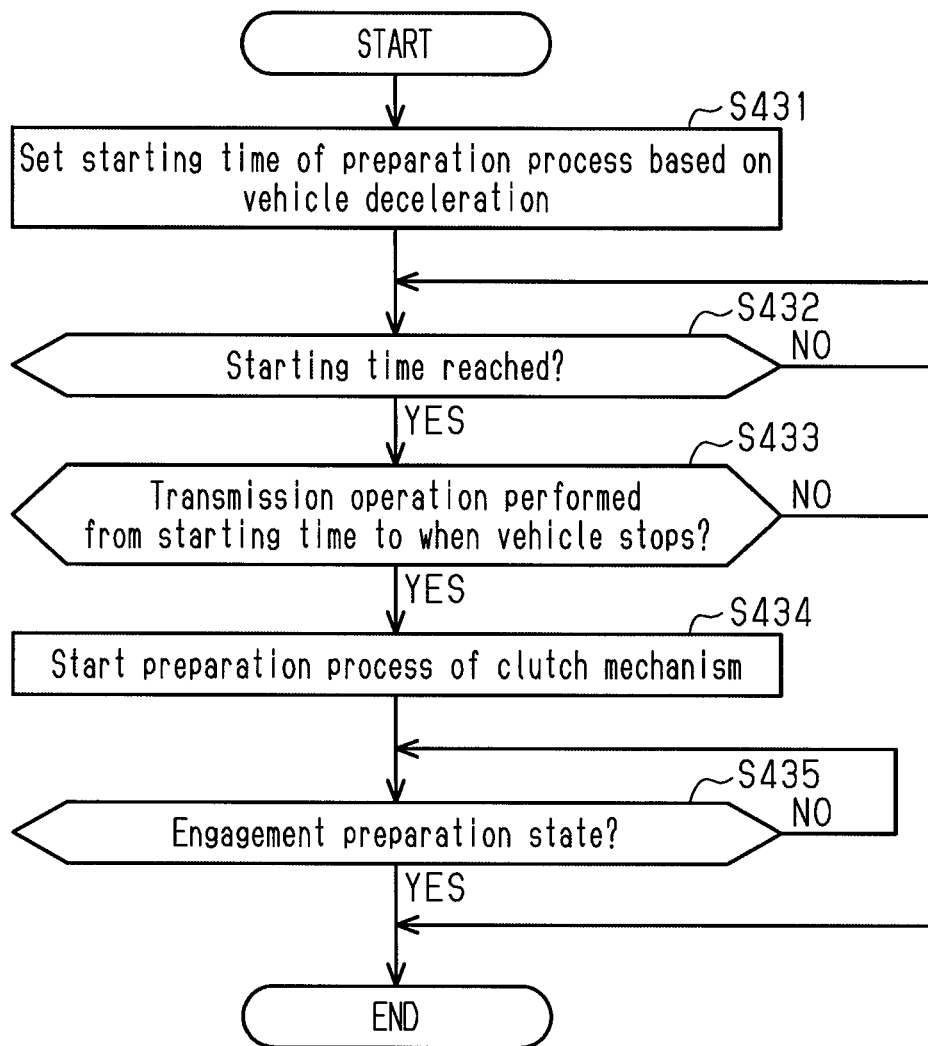 START
S431
Set starting time of preparation process based on
vehicle deceleration
S432
Starting time reached?
NO
YES
S433
Transmission operation performed
from starting time to when vehicle stops?
NO
YES
S434
Start preparation process of clutch mechanism
S435
Engagement preparation state?
NO
YES
END